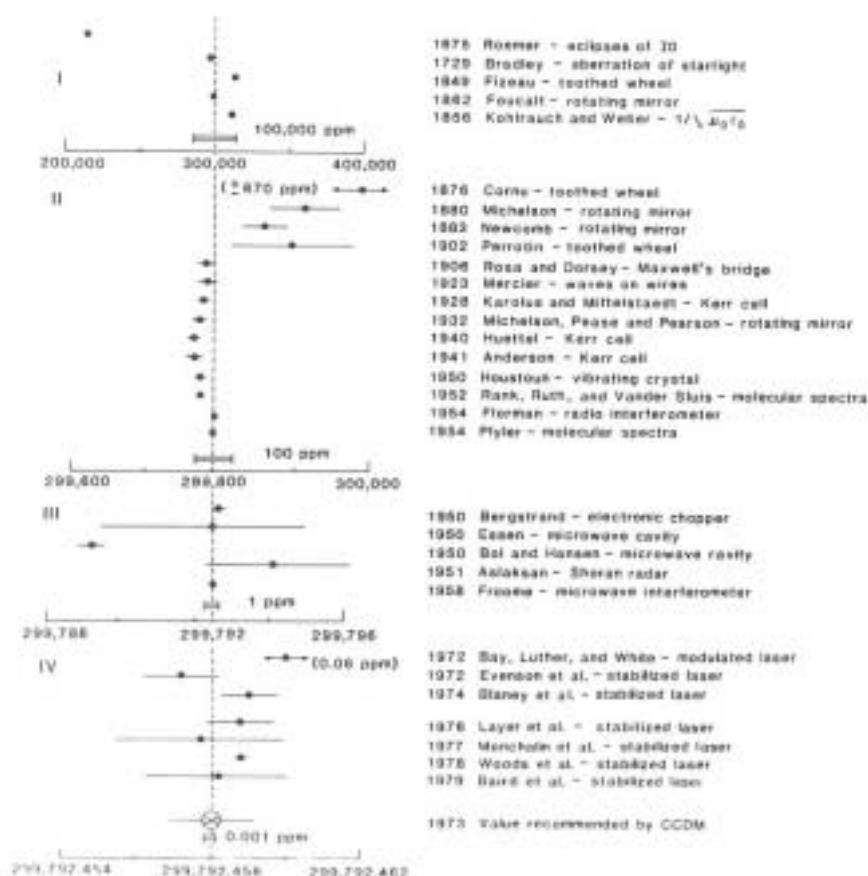 I
1675 Roemer - eclipses of IO
1729 Bradley - aberration of starlight
1849 Fizeau - toothed wheel
1862 Foucalt - rotating mirror
1856 Kohlrauch and Weber - 1/√μ₀ε₀
100,000 ppm
200,000 300,000 400,000
II
(±670 ppm)
1876 Cornu - toothed wheel
1880 Michelson - rotating mirror
1883 Newcomb - rotating mirror
1902 Perrotin - toothed wheel
1906 Rosa and Dorsey - Maxwell's bridge
1923 Mercier - waves on wires
1928 Karolus and Mittelstaedt - Kerr cell
1932 Michelson, Pease and Pearson - rotating mirror
1940 Huettel - Kerr cell
1941 Anderson - Kerr cell
1950 Houstoun - vibrating crystal
1952 Rank, Ruth, and Vander Sluis - molecular spectra
1954 Florman - radio interferometer
1954 Plyler - molecular spectra
100 ppm
299,600 299,800 300,000
III
1950 Bergstrand - electronic chopper
1950 Essen - microwave cavity
1950 Bol and Hansen - microwave cavity
1951 Aslakson - Shoran radar
1958 Froome - microwave interferometer
1 ppm
299,788 299,792 299,796
IV
(0.06 ppm)
1972 Bay, Luther, and White - modulated laser
1972 Evenson et al. - stabilized laser
1974 Blaney et al. - stabilized laser
1976 Layer et al. - stabilized laser
1977 et al. - stabilized laser
1978 Woods et al. - stabilized laser
1979 Baird et al. - stabilized laser
1973 Value recommended by CCDM
0.001 ppm
299,792.454 299,792.458 299,792.462